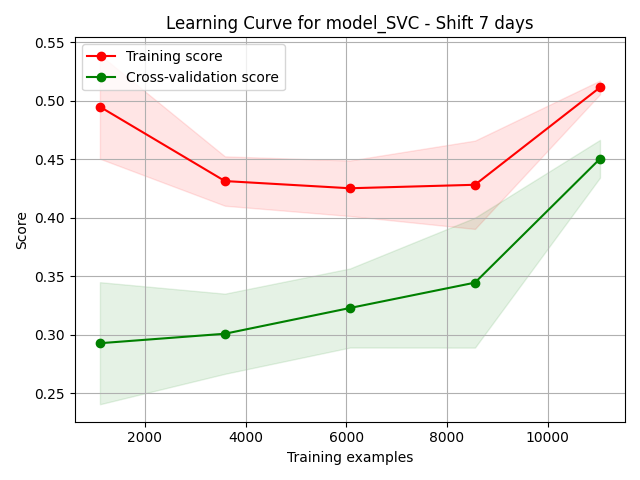 Learning Curve for model_SVC - Shift 7 days
Training score
Cross-validation score
Score
0.55
0.50
0.45
0.40
0.35
0.30
0.25
2000
4000
6000
8000
10000
Training examples